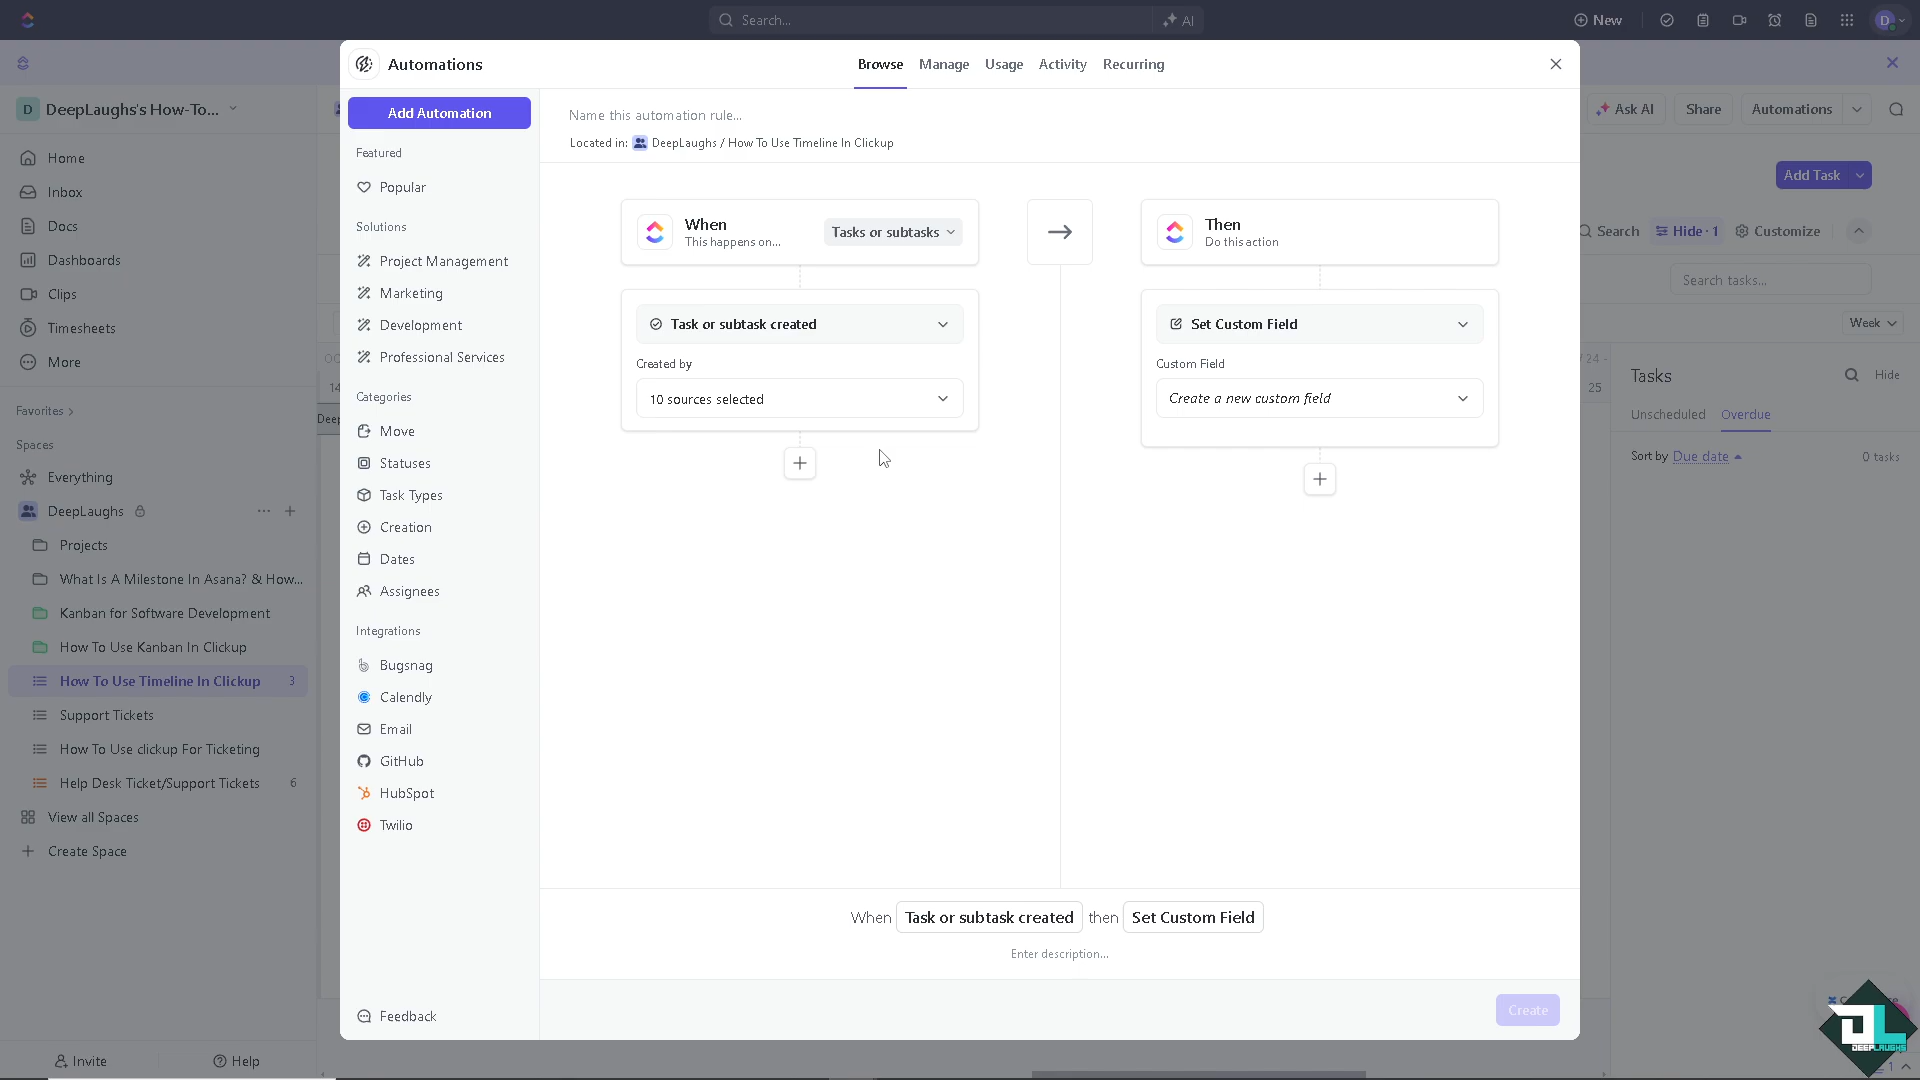 Search...
AI
New
D
Automations
Browse
Manage
Usage
Activity
Recurring
D
DeepLaughs's How-To...
Add Automation
Name this automation rule...
Located in: DeepLaughs / How To Use Timeline In Clickup
Ask AI
Share
Automations
Home
Inbox
Docs
Dashboards
Clips
Timesheets
More
Favorites
Spaces
Everything
DeepLaughs
Projects
What Is A Milestone In Asana? & How...
Kanban for Software Development
How To Use Kanban In Clickup
How To Use Timeline In Clickup
3
Support Tickets
How To Use clickup For Ticketing
Help Desk Ticket/Support Tickets
6
View all Spaces
Create Space
Invite
Help
Featured
Popular
Solutions
Project Management
Marketing
Development
Professional Services
Categories
Move
Statuses
Task Types
Creation
Dates
Assignees
Integrations
Bugsnag
Calendly
Email
GitHub
HubSpot
Twilio
Feedback
When
This happens on...
Tasks or subtasks
Task or subtask created
Created by
10 sources selected
Then
Do this action
Set Custom Field
Custom Field
Create a new custom field
When Task or subtask created then Set Custom Field
Enter description...
Create
Add Task
Search
Hide · 1
Customize
Search tasks...
Week
24 -
25
14
Deep
Tasks
Hide
Unscheduled
Overdue
Sort by Due date
0 tasks
DEEPLAUGHS
1